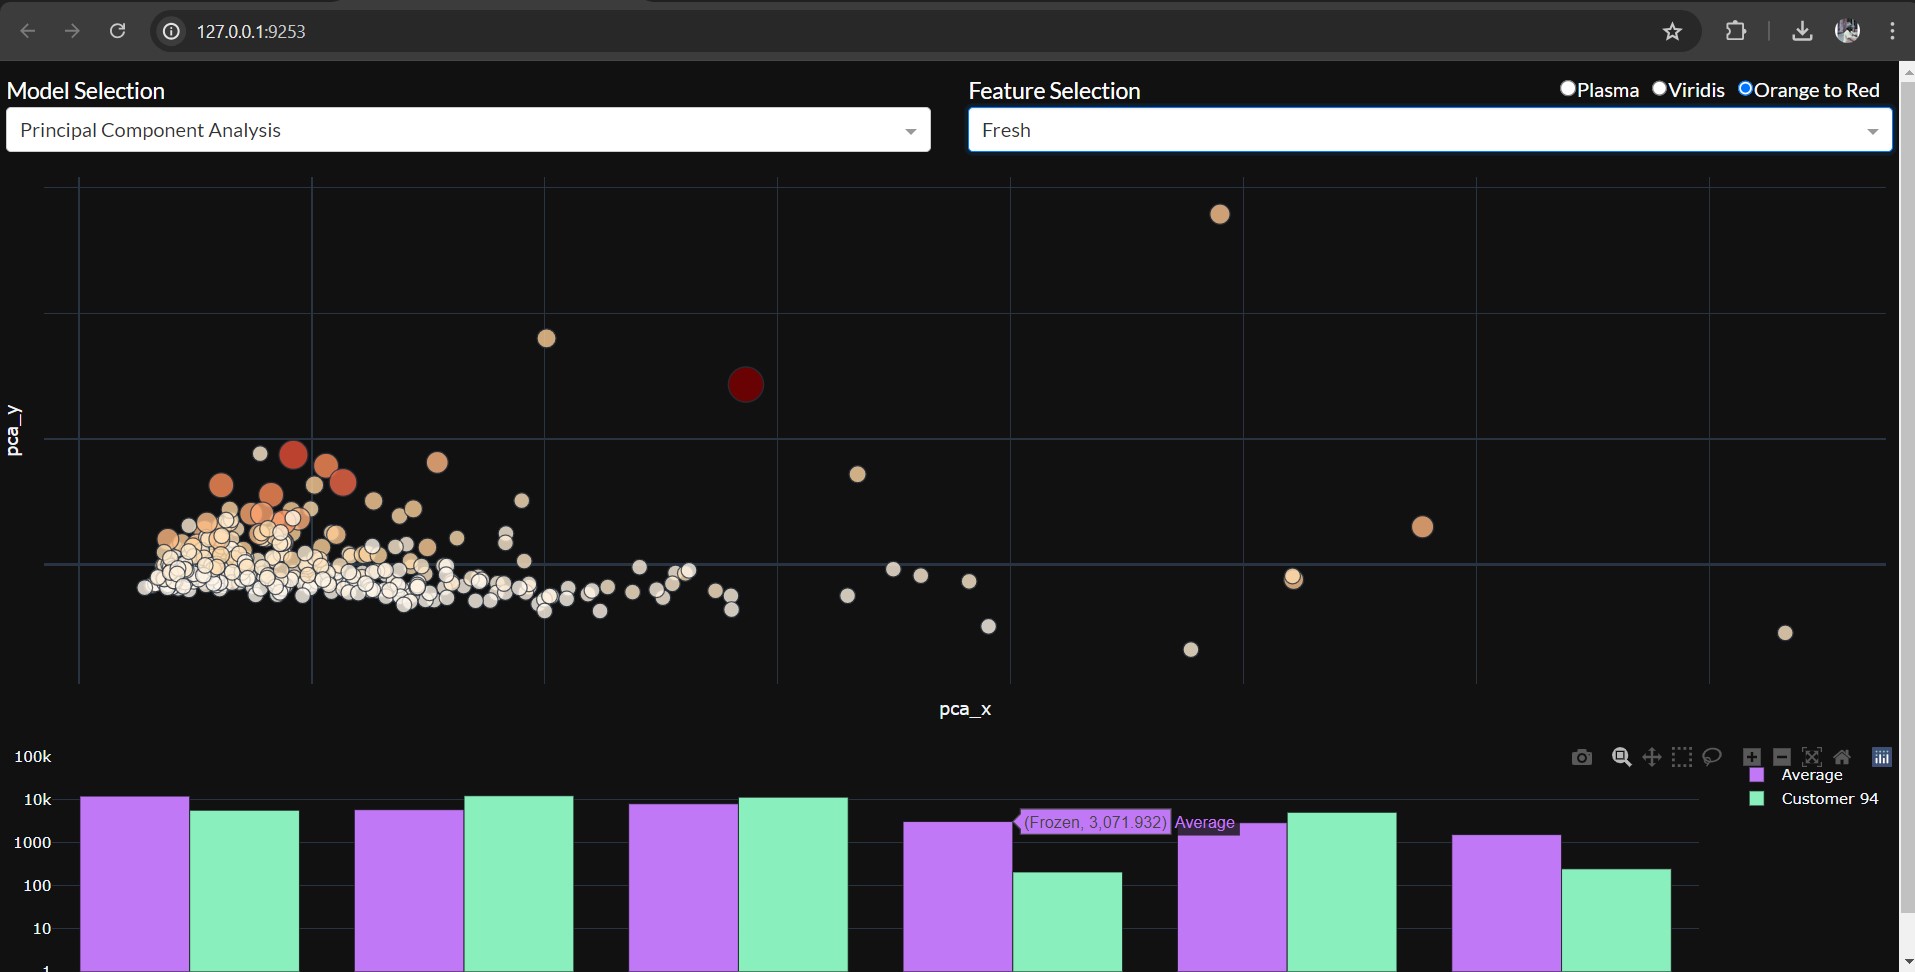 127.0.0.1:9253
Model Selection
Feature Selection
Plasma Viridis Orange to Red
Principal Component Analysis
Fresh
pca_y
pca_x
100k
10k
1000
100
10
1
Average
Customer 94
(Frozen, 3,071.932) Average